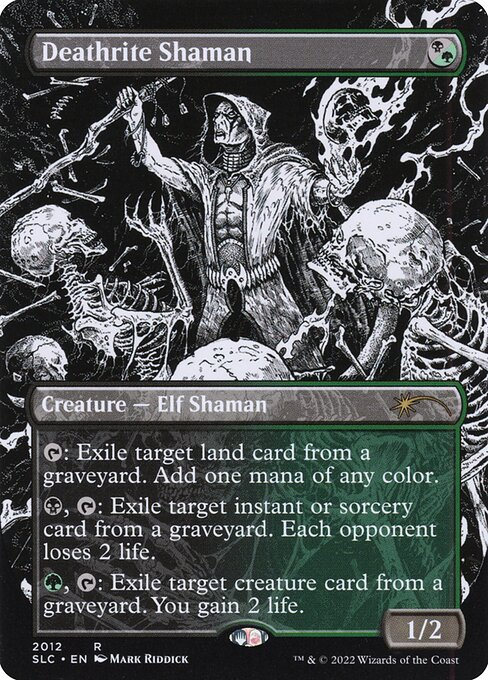 Deathrite Shaman
Creature — Elf Shaman
: Exile target land card from a
graveyard. Add one mana of any color.
, : Exile target instant or sorcery
card from a graveyard. Each opponent
loses 2 life.
, : Exile target creature card from a
graveyard. You gain 2 life.
1/2
2012 R
SLC • EN Mark Riddick
™ & © 2022 Wizards of the Coast